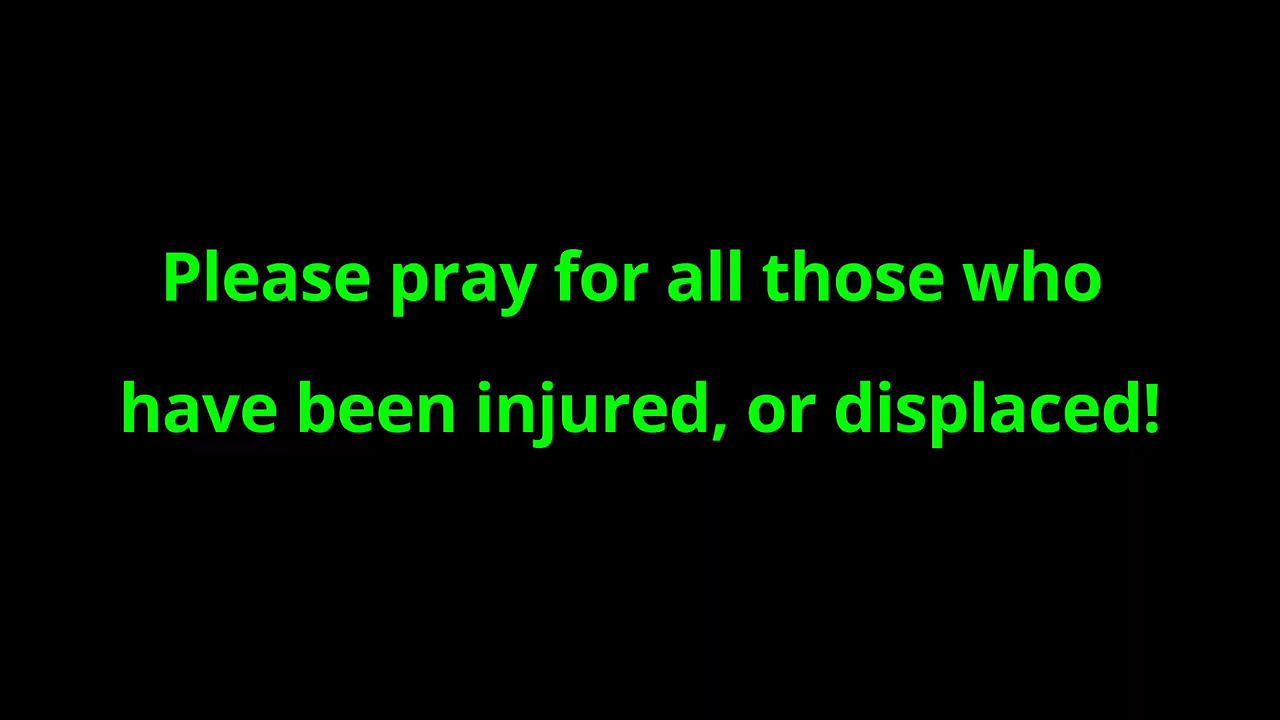 Please pray for all those who
have been injured, or displaced!